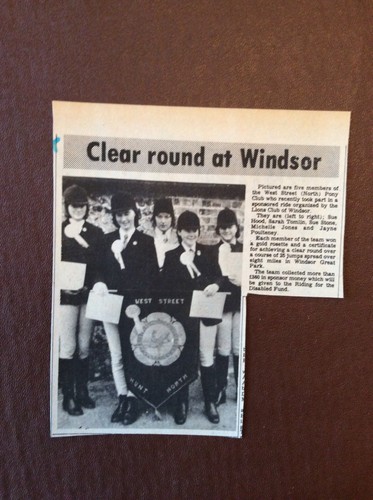 Clear round at Windsor
Pictured are five members of
the West Street (North) Pony
Club who recently took part in a
sponsored ride organised by the
Lions Club of Windsor.
They are (left to right); Sue
Hood, Sarah Tomlin, Sue Stone,
Michelle Jones and Jayne
Poulteney.
Each member of the team won
a gold rosette and a certificate
for achieving a clear round over
a course of 25 jumps spread over
eight miles in Windsor Great
Park.
The team collected more than
£360 in sponsor money which will
be given to the Riding for the
Disabled Fund.
WEST STREET
HUNT NORTH